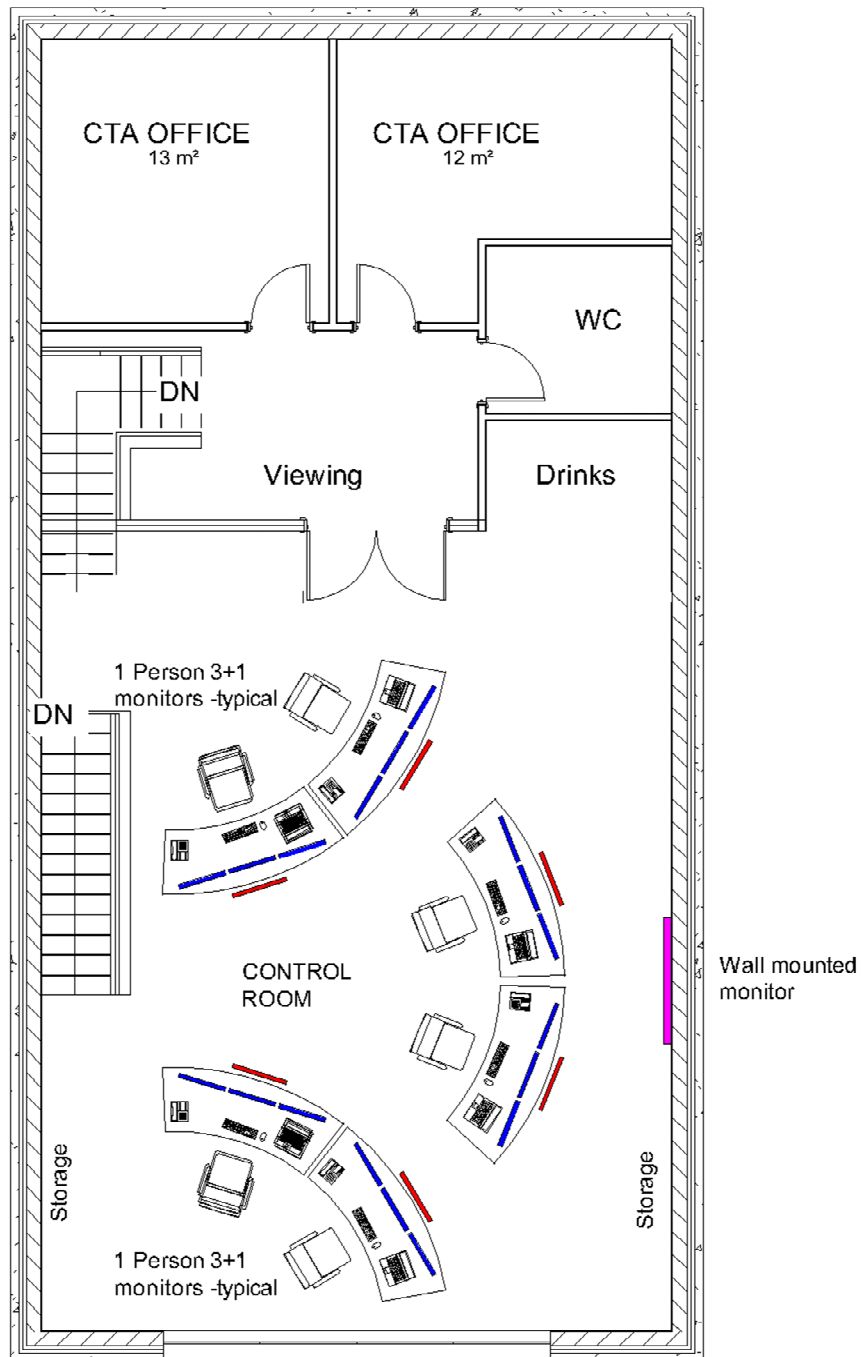 CTA OFFICE
13 m²
CTA OFFICE
12 m²
WC
DN
Viewing
Drinks
1 Person 3+1
monitors -typical
DN
CONTROL
ROOM
Wall mounted
monitor
Storage
Storage
1 Person 3+1
monitors -typical